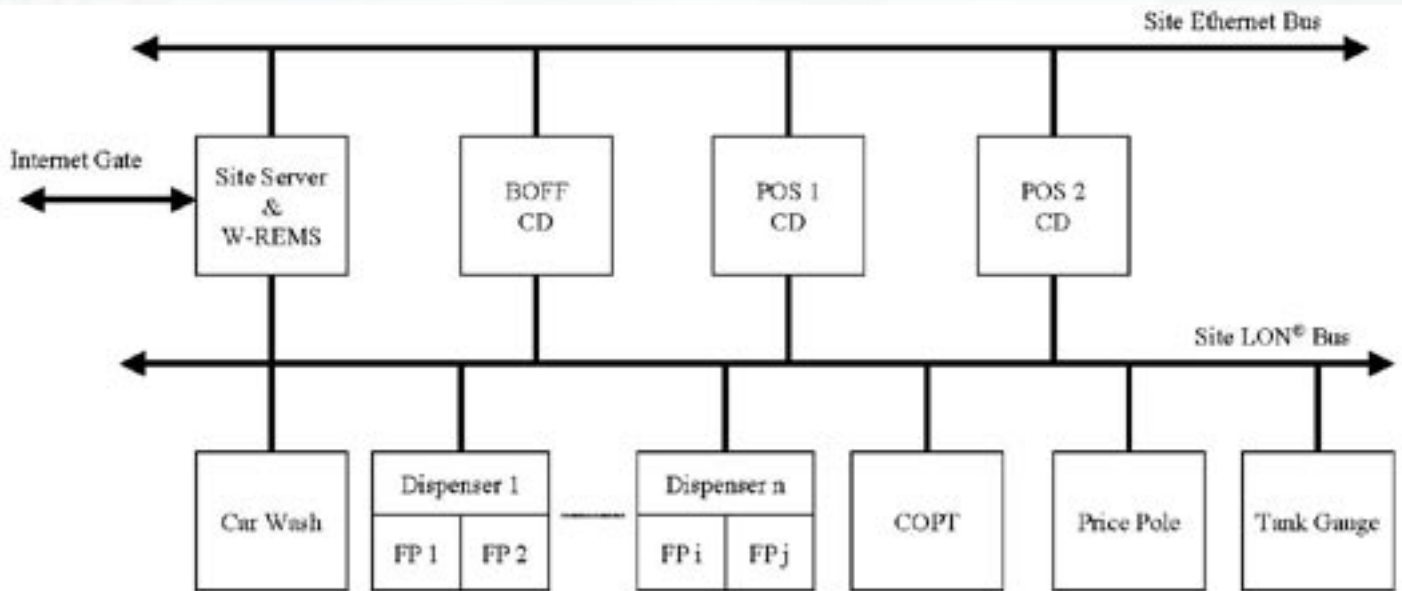 Site Ethernet Bus
Internet Gate
Site Server
&
W-REMS
BOFF
CD
POS 1
CD
POS 2
CD
Site LON® Bus
Car Wash
Dispenser 1
FP 1
FP 2
Dispenser n
FP i
FP j
COPT
Price Pole
Tank Gauge